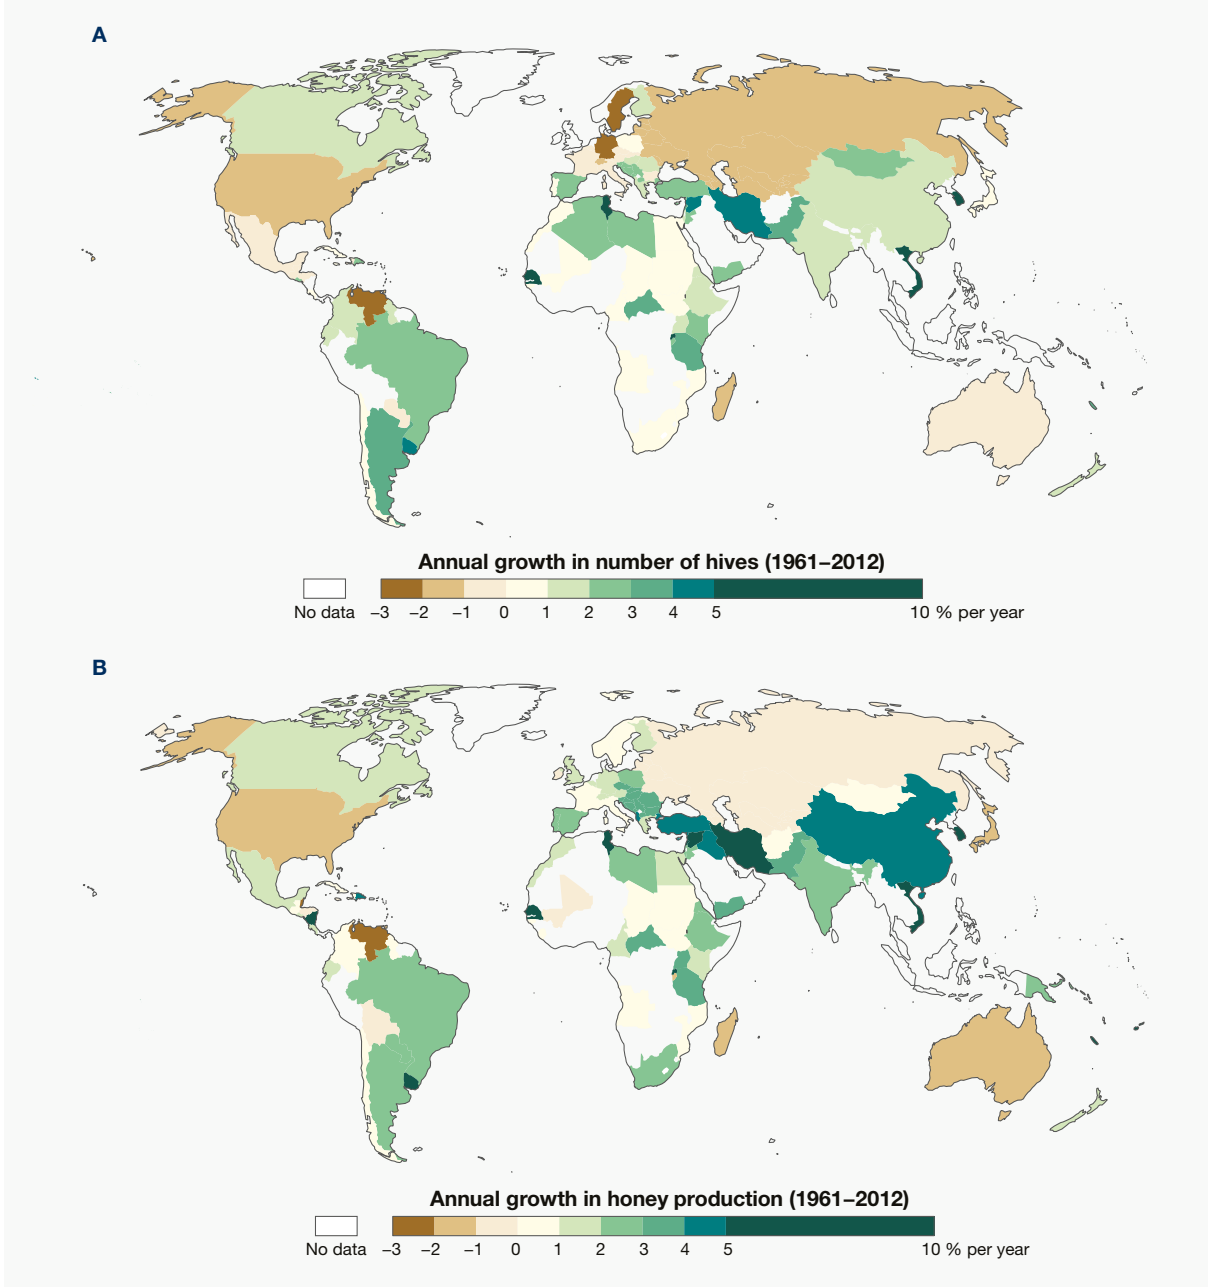 A
Annual growth in number of hives (1961–2012)
No data −3 −2 −1 0 1 2 3 4 5 10 % per year
B
Annual growth in honey production (1961–2012)
No data −3 −2 −1 0 1 2 3 4 5 10 % per year